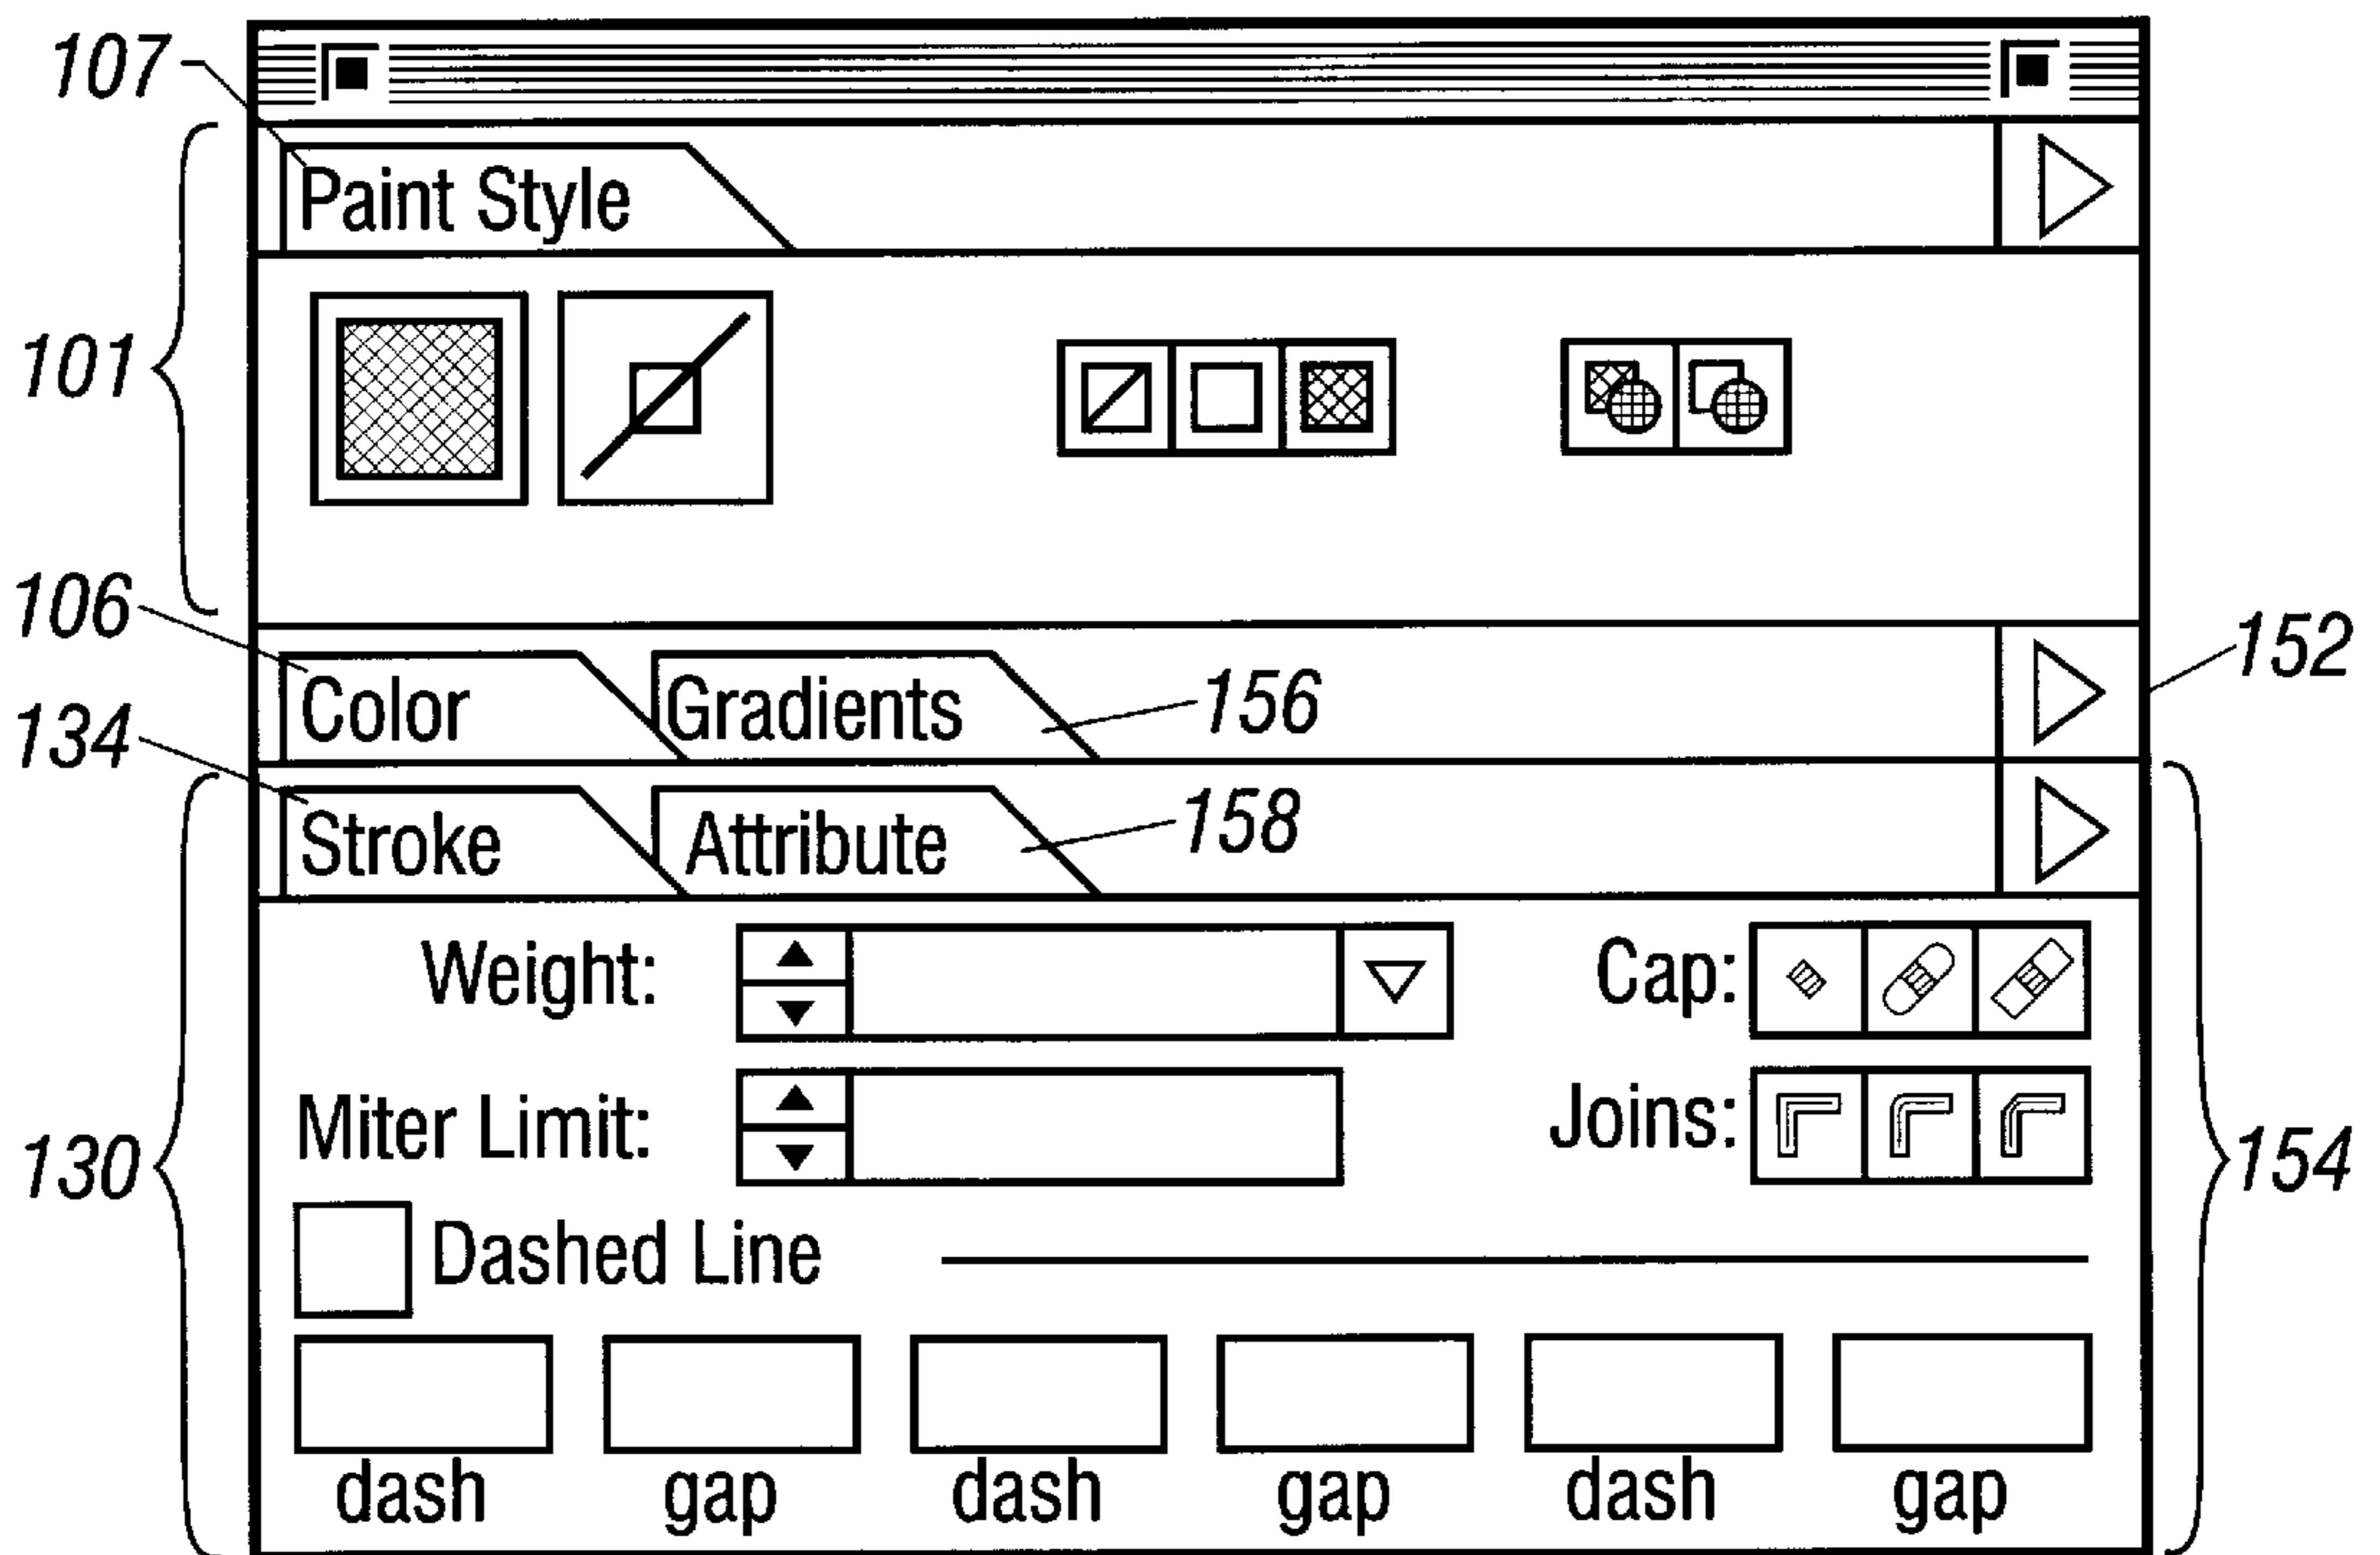 107
Paint Style
101
106
152
Color
Gradients
156
134
Stroke
Attribute
158
Weight:
Cap:
Miter Limit:
Joins:
130
154
Dashed Line
dash gap dash gap dash gap